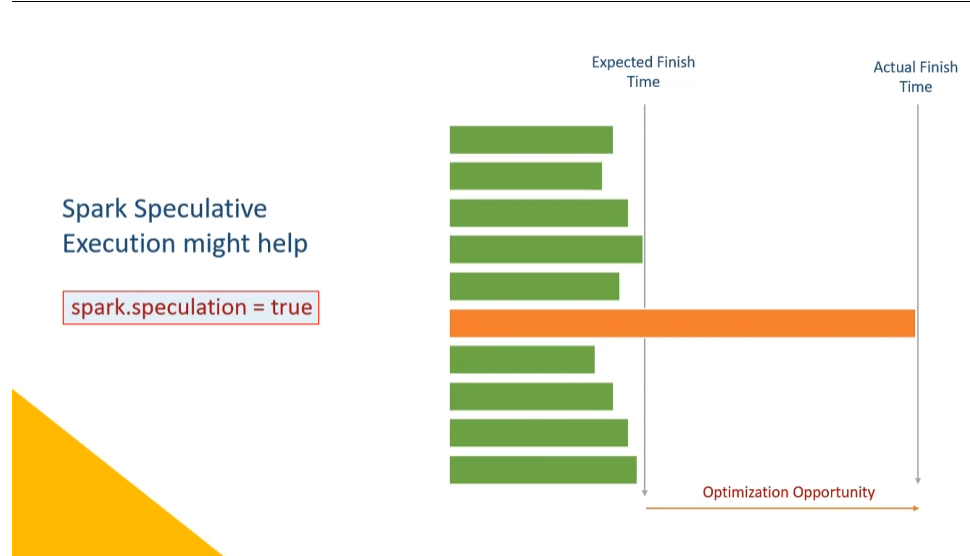 Expected Finish
Time
Actual Finish
Time
Spark Speculative
Execution might help
spark.speculation = true
Optimization Opportunity